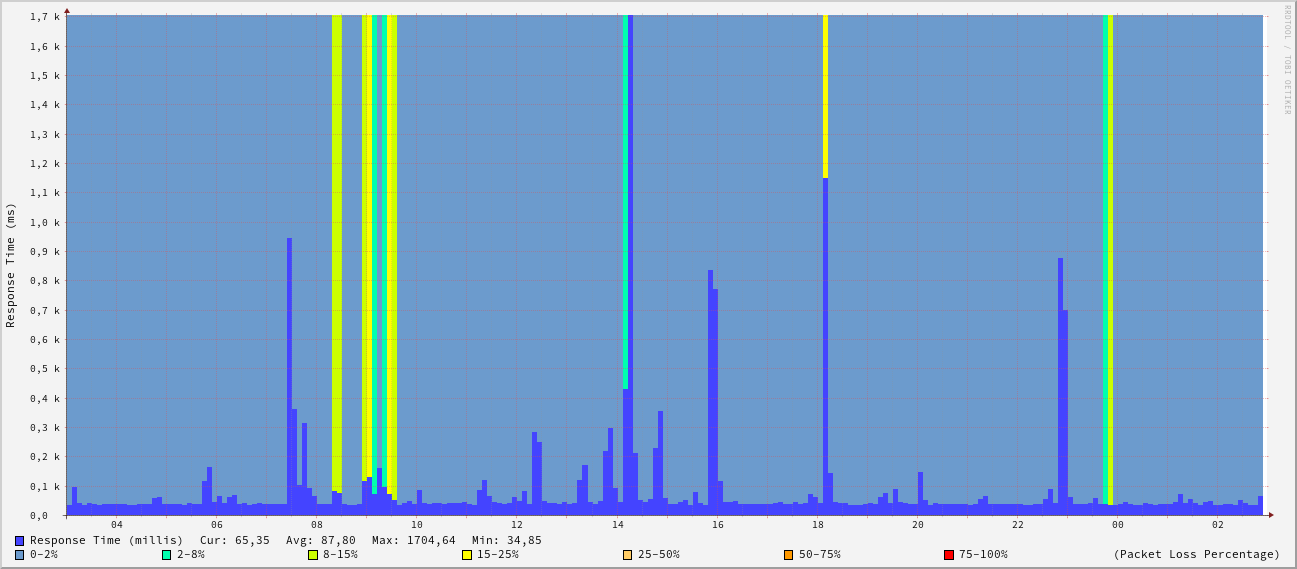 RRDTOOL / TOBI OETIKER
Response Time (ms)
1,7 k
1,6 k
1,5 k
1,4 k
1,3 k
1,2 k
1,1 k
1,0 k
0,9 k
0,8 k
0,7 k
0,6 k
0,5 k
0,4 k
0,3 k
0,2 k
0,1 k
0,0
04 06 08 10 12 14 16 18 20 22 00 02
Response Time (millis) Cur: 65,35 Avg: 87,80 Max: 1704,64 Min: 34,85
0-2% 2-8% 8-15% 15-25% 25-50% 50-75% 75-100% (Packet Loss Percentage)